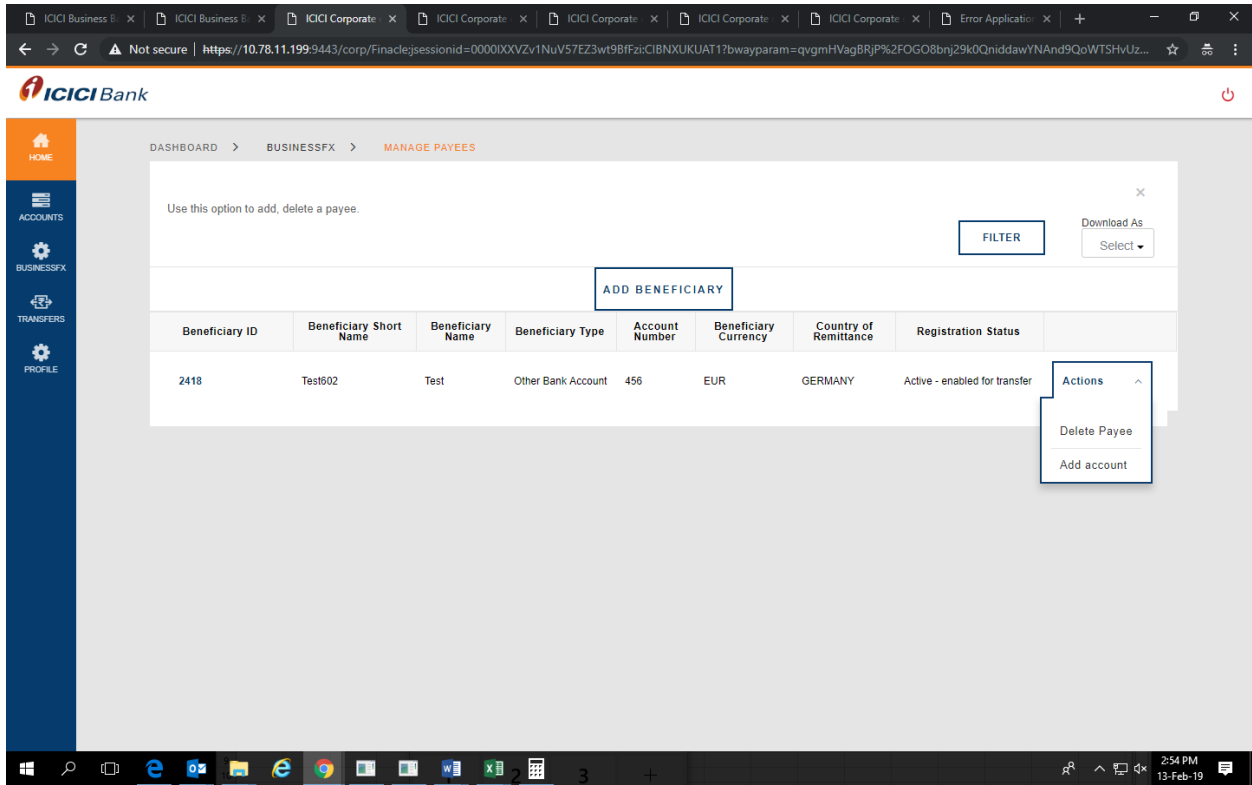 ICICI Business B
ICICI Business B
ICICI Corporate
ICICI Corporate
ICICI Corporate
ICICI Corporate
ICICI Corporate
Error Application
Not secure | https://10.78.11.199:9443/corp/Finacle;jsessionid=0000IXXVZv1NuV57EZ3wt9BfFzi:CIBNXUKUAT1?bwayparam=qvgmHVagBRjP%2FOGO8bnj29k0QniddawYNAnd9QoWTSHvUz...
ICICI Bank
HOME
ACCOUNTS
BUSINESSFX
TRANSFERS
PROFILE
DASHBOARD > BUSINESSFX > MANAGE PAYEES
Use this option to add, delete a payee.
FILTER
Download As
Select
ADD BENEFICIARY
Beneficiary ID
Beneficiary Short
Name
Beneficiary
Name
Beneficiary Type
Account
Number
Beneficiary
Currency
Country of
Remittance
Registration Status
2418 Test602 Test Other Bank Account 456 EUR GERMANY Active - enabled for transfer Actions
Delete Payee
Add account
2 3
2:54 PM
13-Feb-19